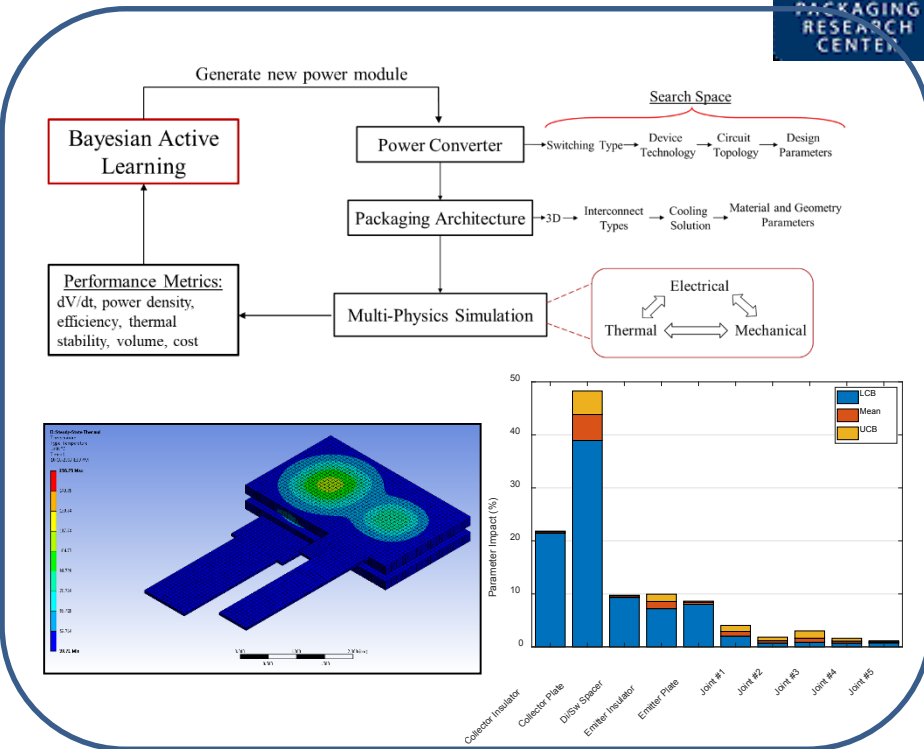 PACKAGING
RESEARCH
CENTER
Generate new power module
Search Space
Bayesian Active
Learning
Power Converter
Switching Type
Device
Technology
Circuit
Topology
Design
Parameters
Packaging Architecture
3D
Interconnect
Types
Cooling
Solution
Material and Geometry
Parameters
Performance Metrics:
dV/dt, power density,
efficiency, thermal
stability, volume, cost
Multi-Physics Simulation
Electrical
Thermal
Mechanical
50
40
30
20
10
0
Parameter Impact (%)
LCB
Mean
UCB
Collector Insulator
Collector Plate
Di/Sw Spacer
Emitter Insulator
Emitter Plate
Joint #1
Joint #2
Joint #3
Joint #4
Joint #5